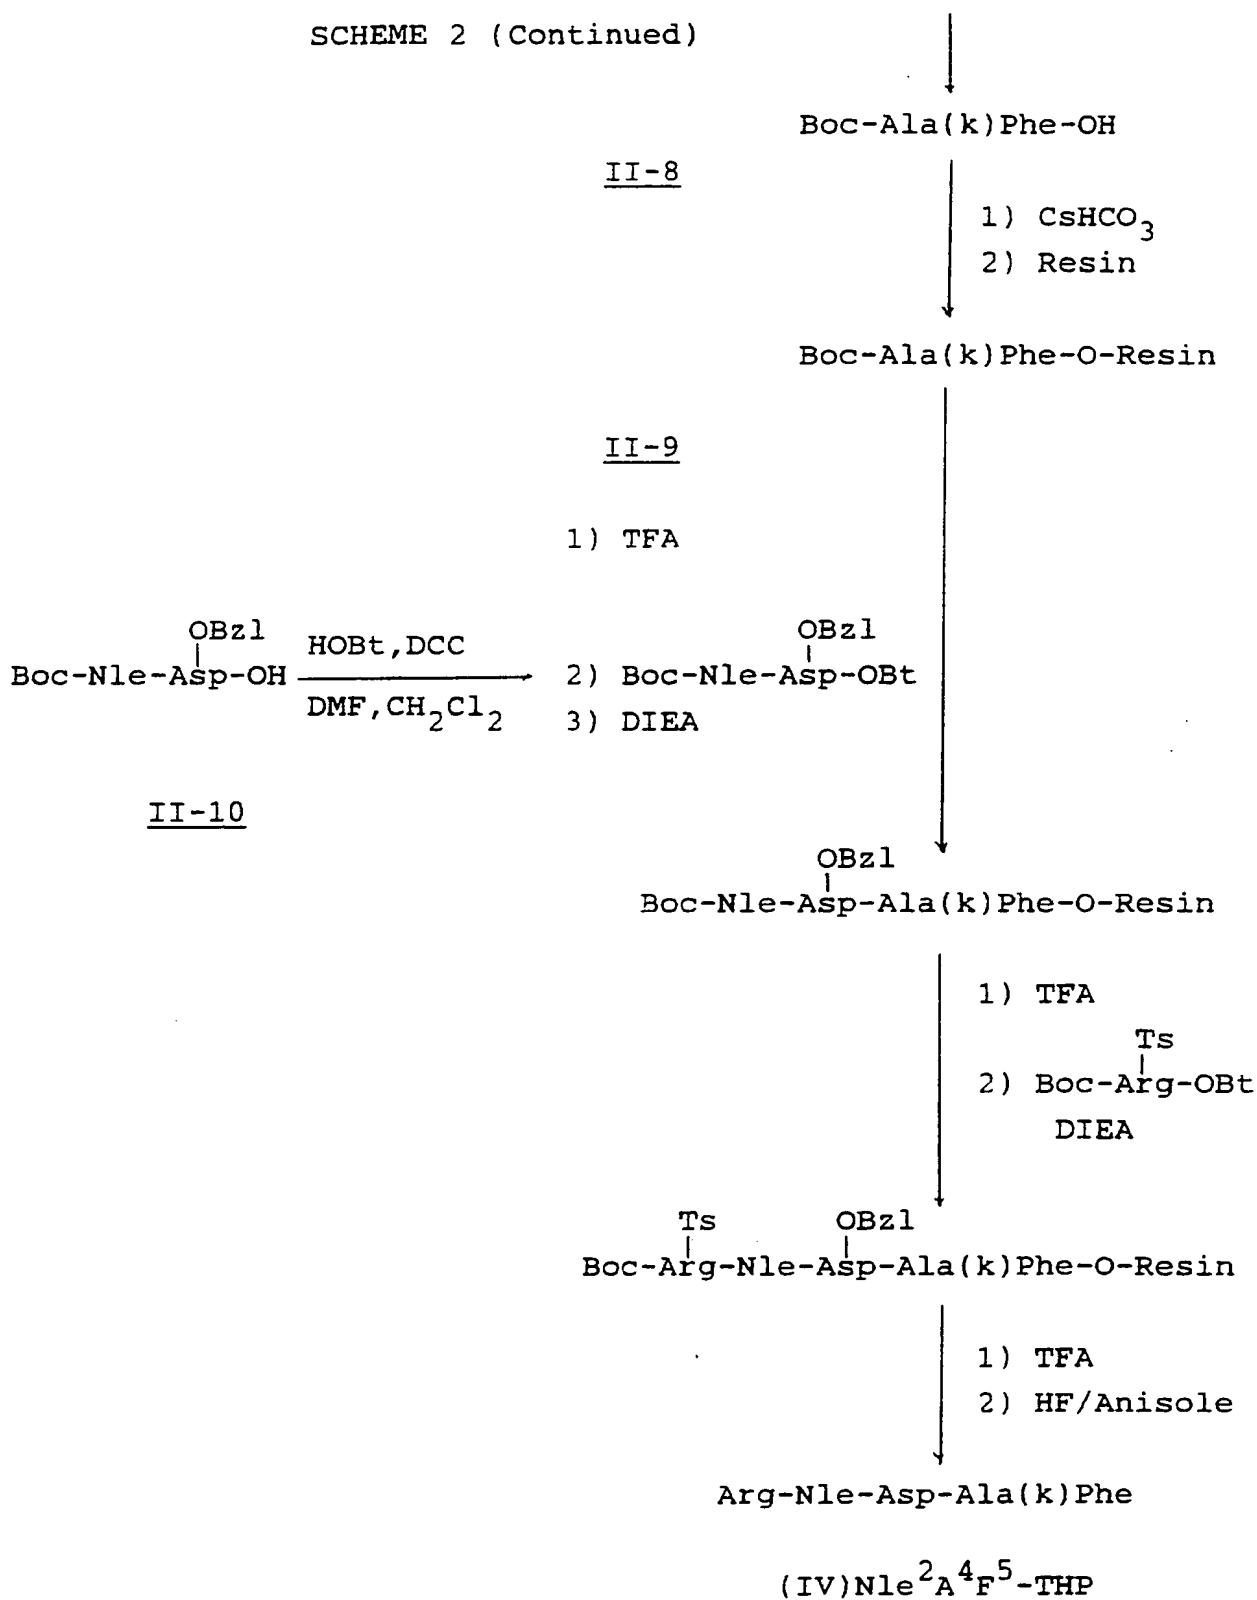 SCHEME 2 (Continued)
Boc-Ala(k)Phe-OH
II-8
1) CsHCO3
2) Resin
Boc-Ala(k)Phe-O-Resin
II-9
1) TFA
OBzl
Boc-Nle-Asp-OH
HOBt,DCC
DMF,CH2Cl2
OBzl
2) Boc-Nle-Asp-OBt
3) DIEA
II-10
OBzl
Boc-Nle-Asp-Ala(k)Phe-O-Resin
1) TFA
Ts
2) Boc-Arg-OBt
DIEA
Ts OBzl
Boc-Arg-Nle-Asp-Ala(k)Phe-O-Resin
1) TFA
2) HF/Anisole
Arg-Nle-Asp-Ala(k)Phe
(IV)Nle2A4F5-THP